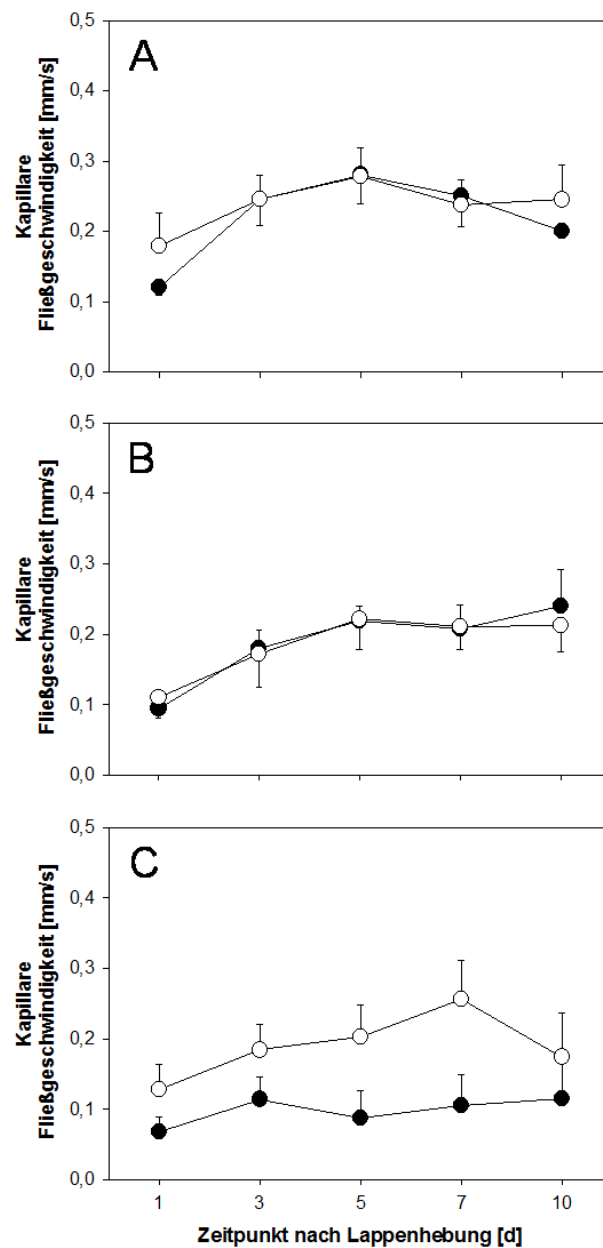 A
Kapillare
Fließgeschwindigkeit [mm/s]
0,5
0,4
0,3
0,2
0,1
0,0
B
Kapillare
Fließgeschwindigkeit [mm/s]
0,5
0,4
0,3
0,2
0,1
0,0
C
Kapillare
Fließgeschwindigkeit [mm/s]
0,5
0,4
0,3
0,2
0,1
0,0
1 3 5 7 10
Zeitpunkt nach Lappenhebung [d]